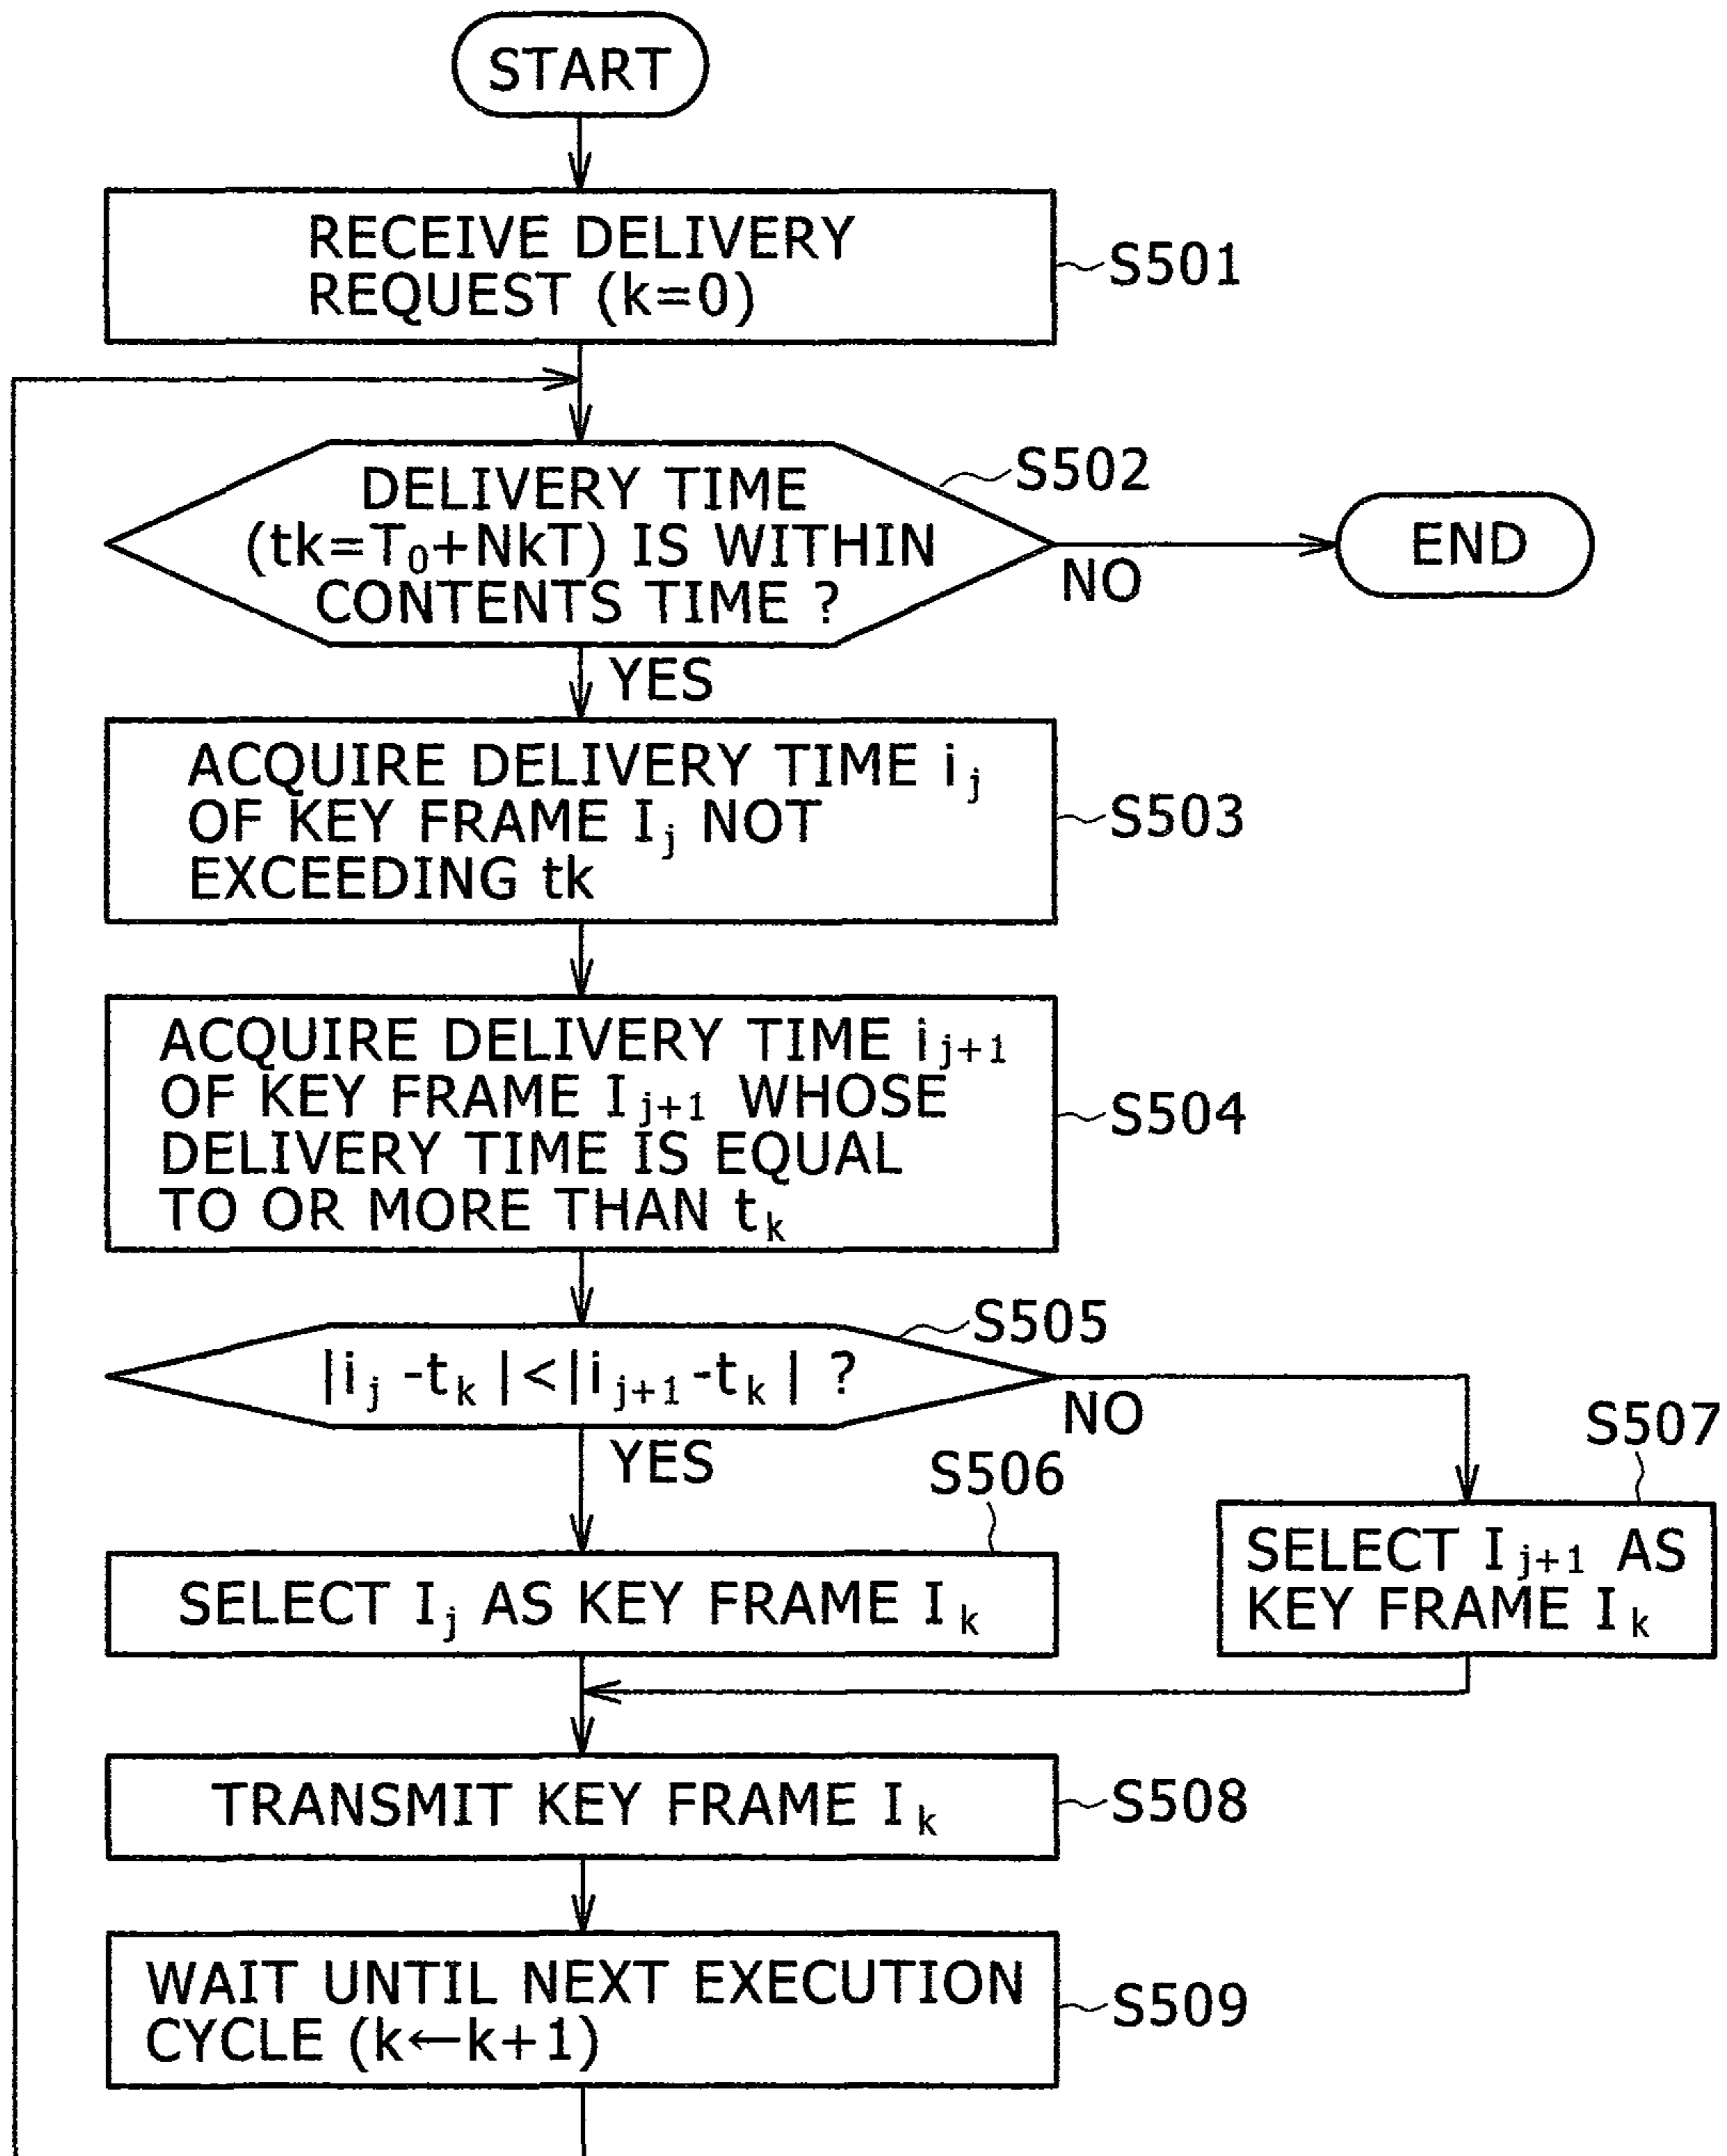 START
RECEIVE DELIVERY
REQUEST (k=0)
S501
DELIVERY TIME
(tk=T₀+NkT) IS WITHIN
CONTENTS TIME ?
S502
NO
END
YES
ACQUIRE DELIVERY TIME iⱼ
OF KEY FRAME Iⱼ NOT
EXCEEDING tk
S503
ACQUIRE DELIVERY TIME iⱼ₊₁
OF KEY FRAME Iⱼ₊₁ WHOSE
DELIVERY TIME IS EQUAL
TO OR MORE THAN tₖ
S504
|iⱼ -tₖ |<|iⱼ₊₁-tₖ | ?
S505
NO
YES
S506
SELECT Iⱼ AS KEY FRAME Iₖ
S507
SELECT Iⱼ₊₁ AS
KEY FRAME Iₖ
TRANSMIT KEY FRAME Iₖ
S508
WAIT UNTIL NEXT EXECUTION
CYCLE (k←k+1)
S509